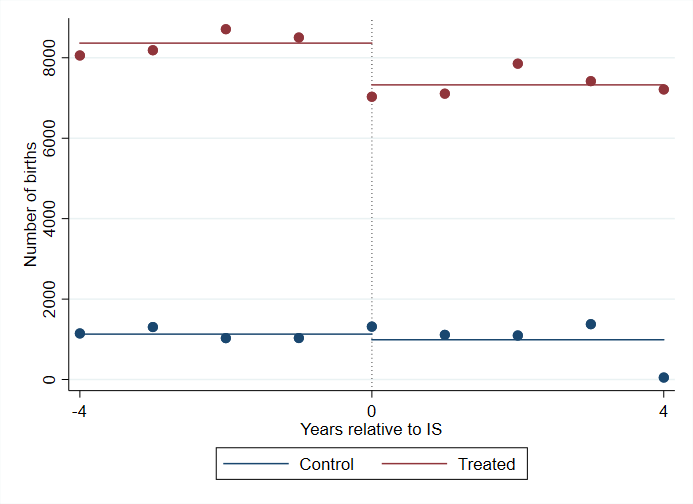 Number of births
8000
6000
4000
2000
0
-4 0 4
Years relative to IS
Control Treated